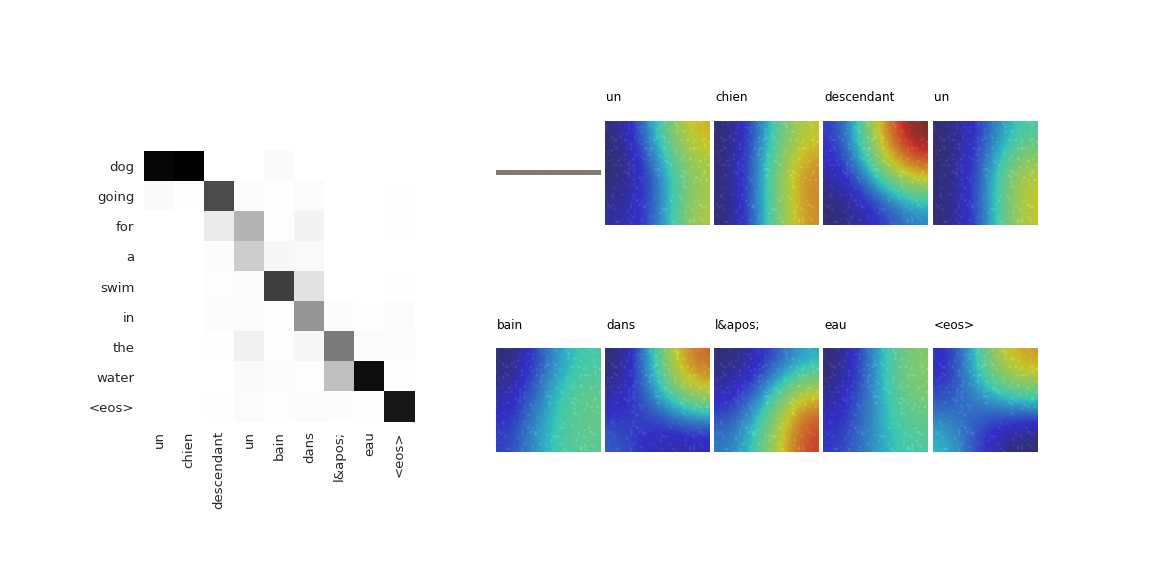 dog
going
for
a
swim
in
the
water
<eos>
un
chien
descendant
un
bain
dans
l&apos;
eau
<eos>
un
chien
descendant
un
bain
dans
l&apos;
eau
<eos>